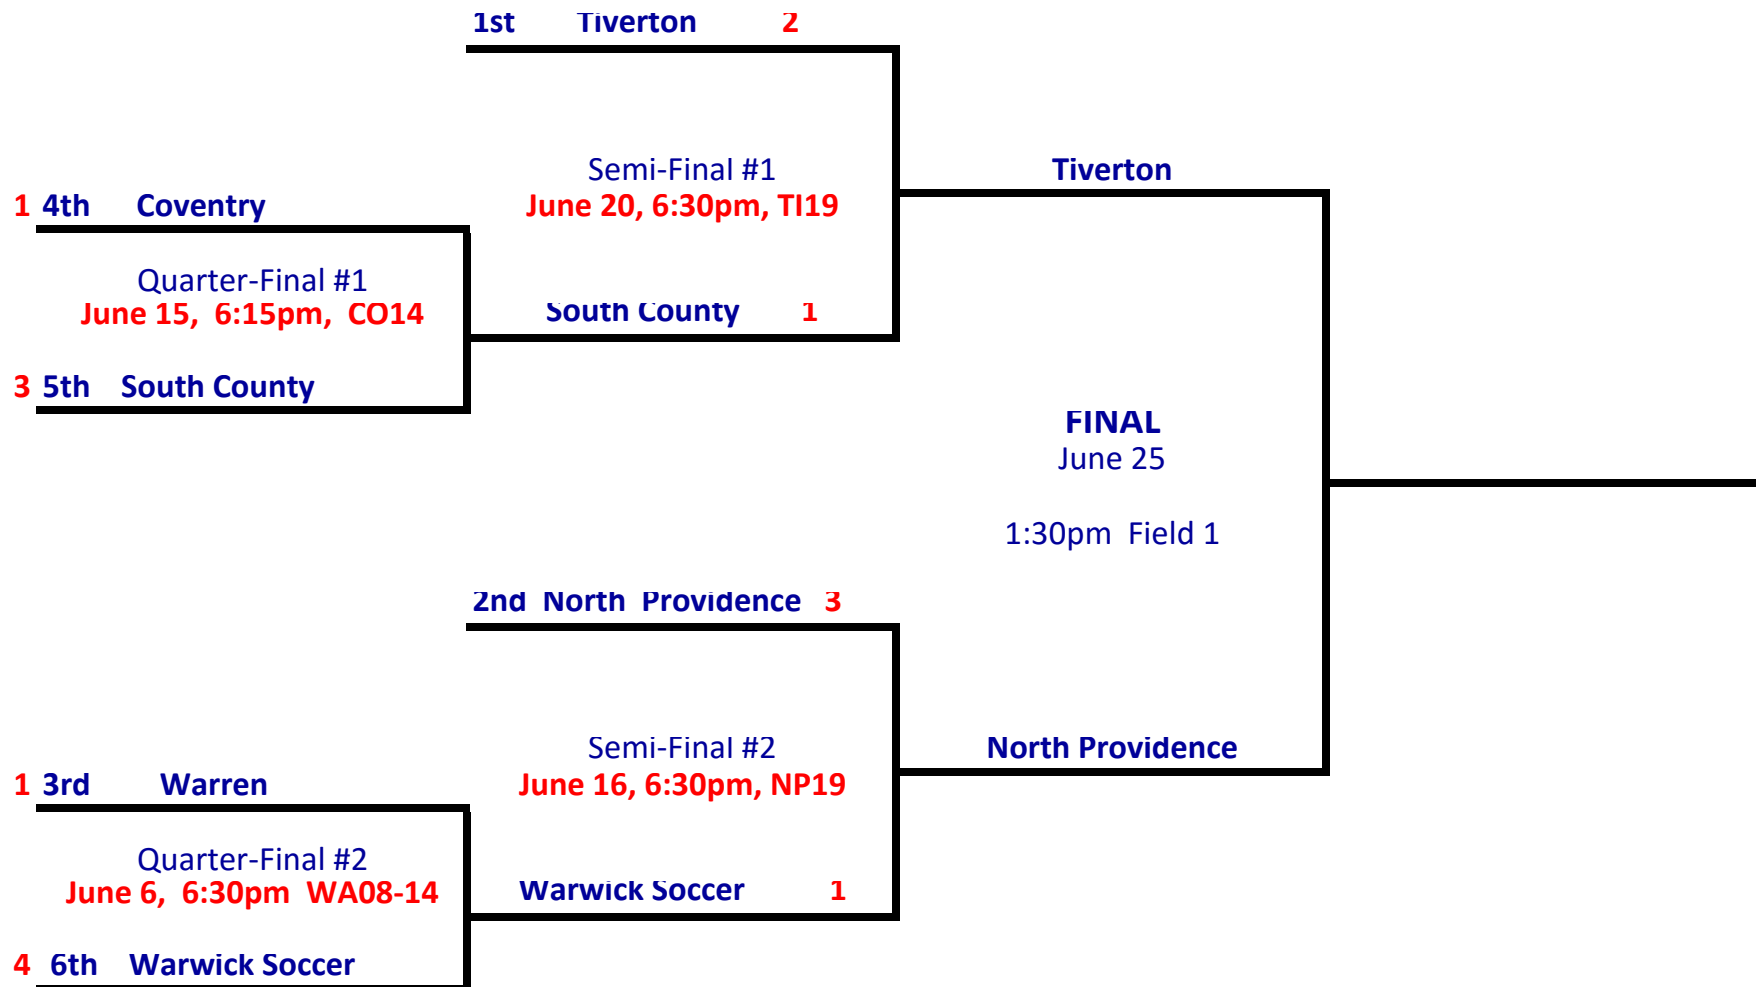 1st Tiverton 2
Semi-Final #1
June 20, 6:30pm, TI19
Tiverton
1 4th Coventry
Quarter-Final #1
June 15, 6:15pm, CO14
South County 1
3 5th South County
FINAL
June 25
1:30pm Field 1
2nd North Providence 3
Semi-Final #2
June 16, 6:30pm, NP19
North Providence
1 3rd Warren
Quarter-Final #2
June 6, 6:30pm WA08-14
Warwick Soccer 1
4 6th Warwick Soccer